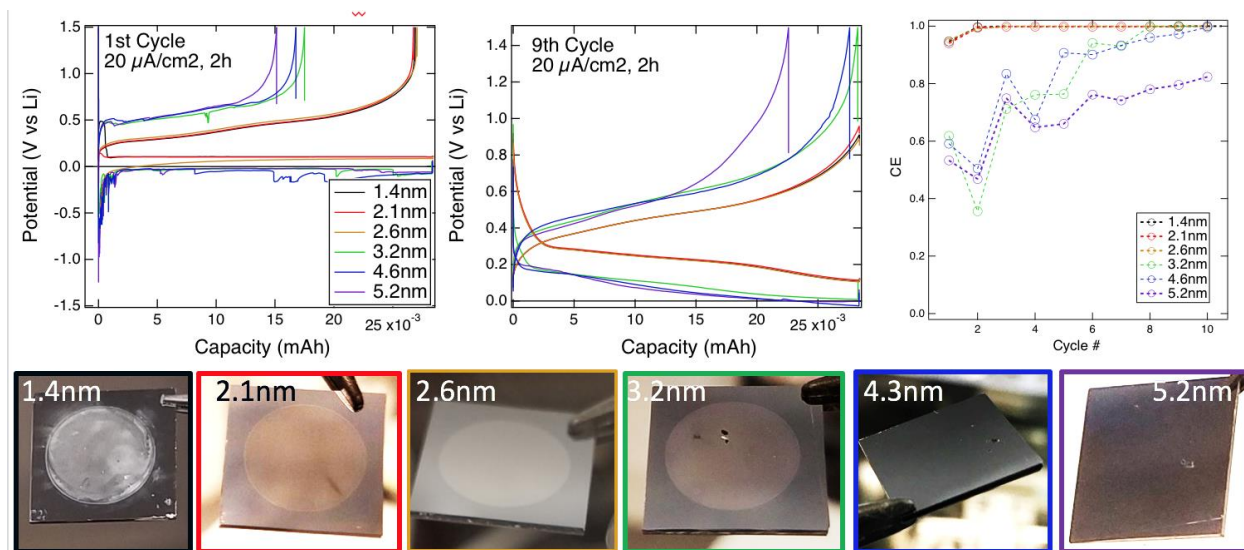 1st Cycle
20 µA/cm2, 2h
Potential (V vs Li)
1.5
1.0
0.5
0.0
-0.5
-1.0
-1.5
1.4nm
2.1nm
2.6nm
3.2nm
4.6nm
5.2nm
0 5 10 15 20 25 x10⁻³
Capacity (mAh)
9th Cycle
20 µA/cm2, 2h
Potential (V vs Li)
1.4
1.2
1.0
0.8
0.6
0.4
0.2
0.0
0 5 10 15 20 25 x10⁻³
Capacity (mAh)
CE
1.0
0.8
0.6
0.4
0.2
0.0
1.4nm
2.1nm
2.6nm
3.2nm
4.6nm
5.2nm
2 4 6 8 10
Cycle #
1.4nm 2.1nm 2.6nm 3.2nm 4.3nm 5.2nm